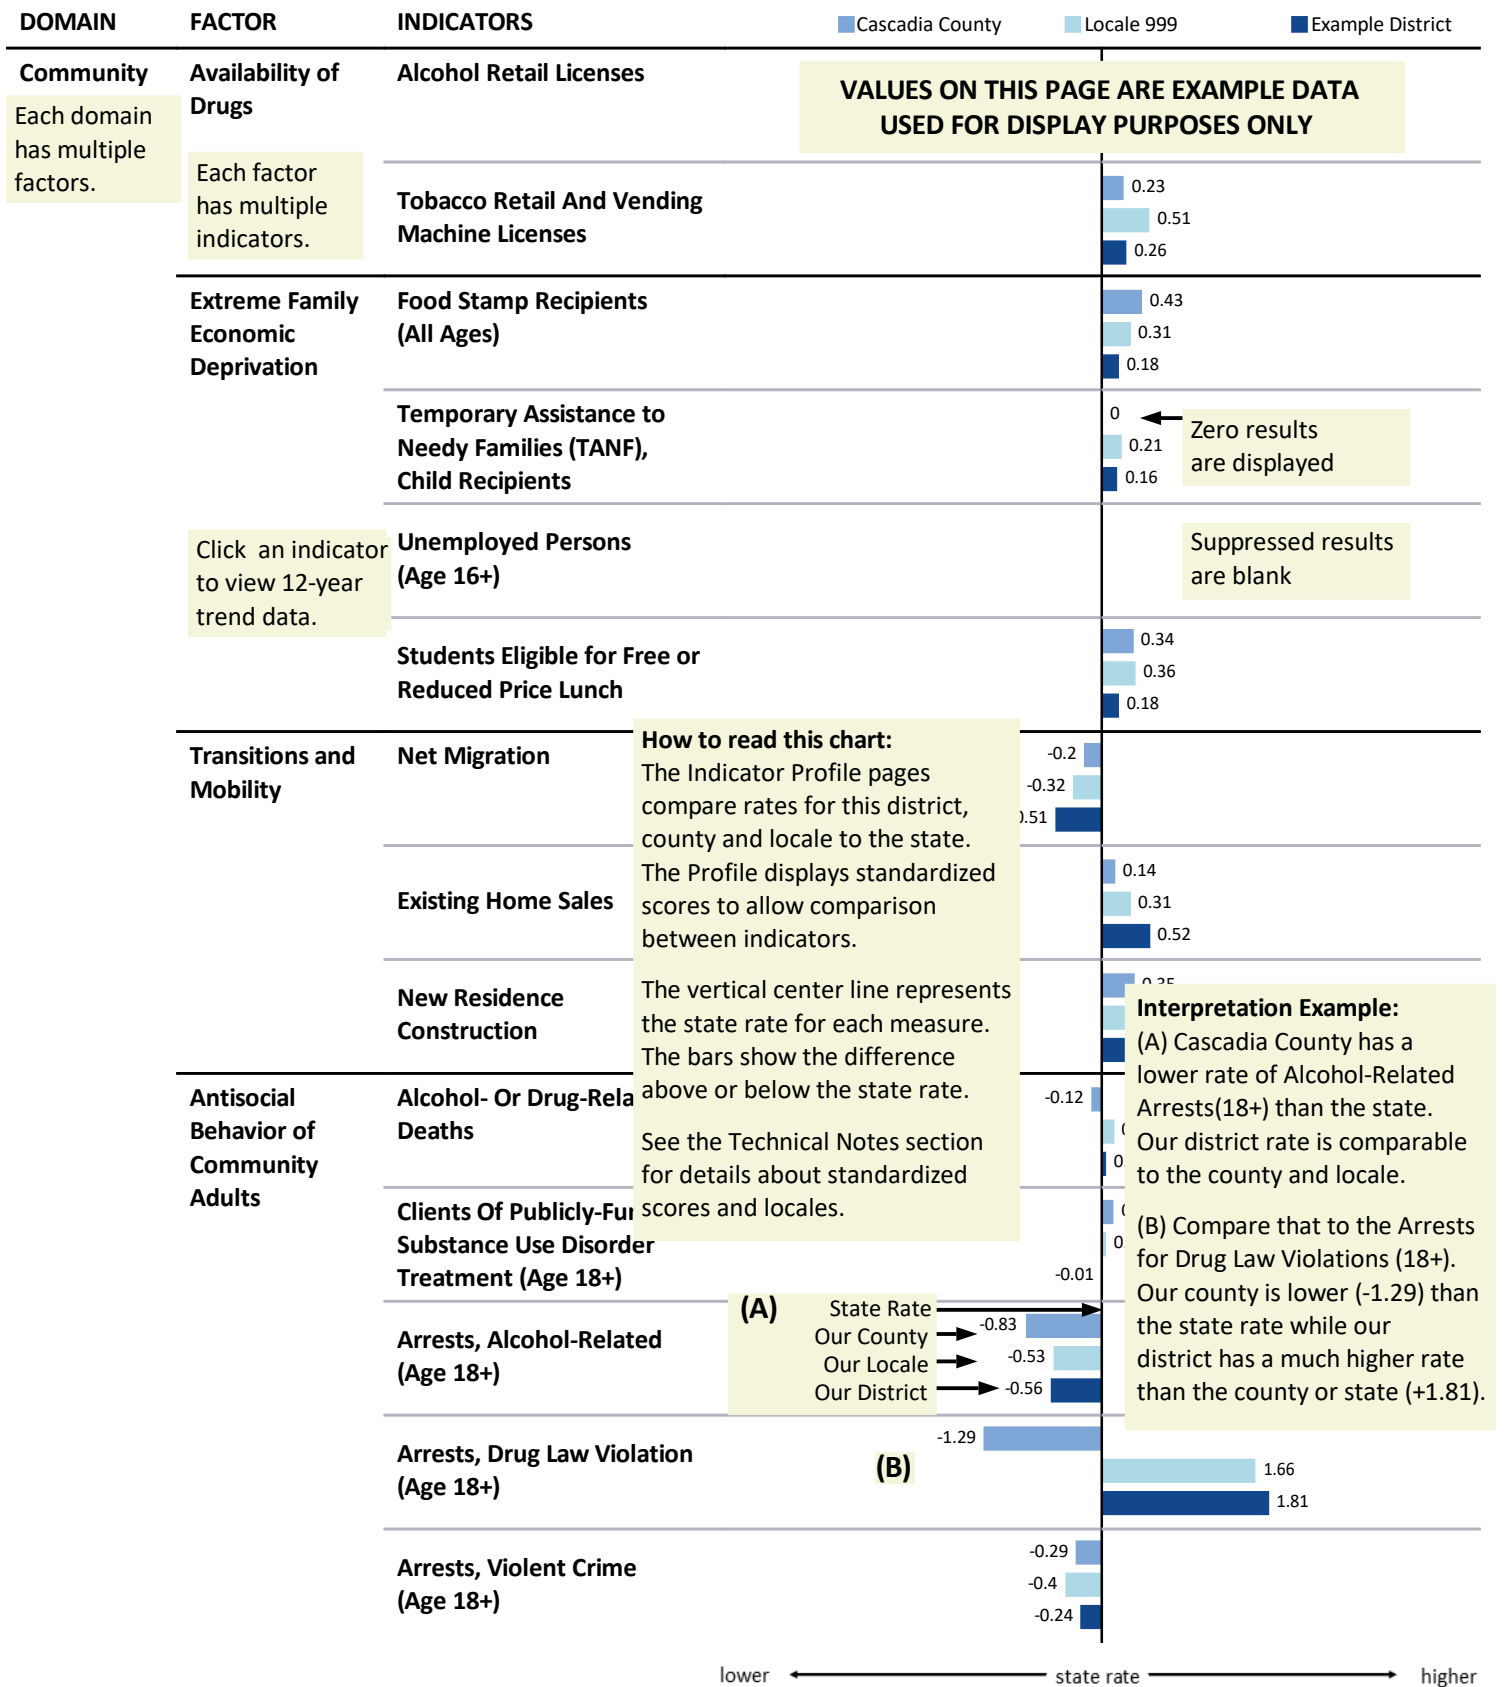 DOMAIN FACTOR INDICATORS Cascadia County Locale 999 Example District
Community Availability of Alcohol Retail Licenses
Drugs
VALUES ON THIS PAGE ARE EXAMPLE DATA
USED FOR DISPLAY PURPOSES ONLY
Each domain
has multiple
factors.
Each factor
has multiple
indicators.
Tobacco Retail And Vending
Machine Licenses
0.23
0.51
0.26
Extreme Family
Economic
Deprivation
Food Stamp Recipients
(All Ages)
0.43
0.31
0.18
Temporary Assistance to
Needy Families (TANF),
Child Recipients
0
0.21
0.16
Zero results
are displayed
Click an indicator
to view 12-year
trend data.
Unemployed Persons
(Age 16+)
Suppressed results
are blank
Students Eligible for Free or
Reduced Price Lunch
0.34
0.36
0.18
Transitions and
Mobility
Net Migration
-0.2
-0.32
.51
How to read this chart:
The Indicator Profile pages
compare rates for this district,
county and locale to the state.
The Profile displays standardized
scores to allow comparison
between indicators.
The vertical center line represents
the state rate for each measure.
The bars show the difference
above or below the state rate.
See the Technical Notes section
for details about standardized
scores and locales.
Existing Home Sales
0.14
0.31
0.52
New Residence
Construction
Interpretation Example:
(A) Cascadia County has a
lower rate of Alcohol-Related
Arrests(18+) than the state.
Our district rate is comparable
to the county and locale.
(B) Compare that to the Arrests
for Drug Law Violations (18+).
Our county is lower (-1.29) than
the state rate while our
district has a much higher rate
than the county or state (+1.81).
Antisocial
Behavior of
Community
Adults
Alcohol- Or Drug-Rela
Deaths
-0.12
0.
Clients Of Publicly-Fu
Substance Use Disorder
Treatment (Age 18+)
0.
-0.01
Arrests, Alcohol-Related
(Age 18+)
(A) State Rate
Our County -0.83
Our Locale -0.53
Our District -0.56
Arrests, Drug Law Violation
(Age 18+)
(B)
-1.29
1.66
1.81
Arrests, Violent Crime
(Age 18+)
-0.29
-0.4
-0.24
lower state rate higher